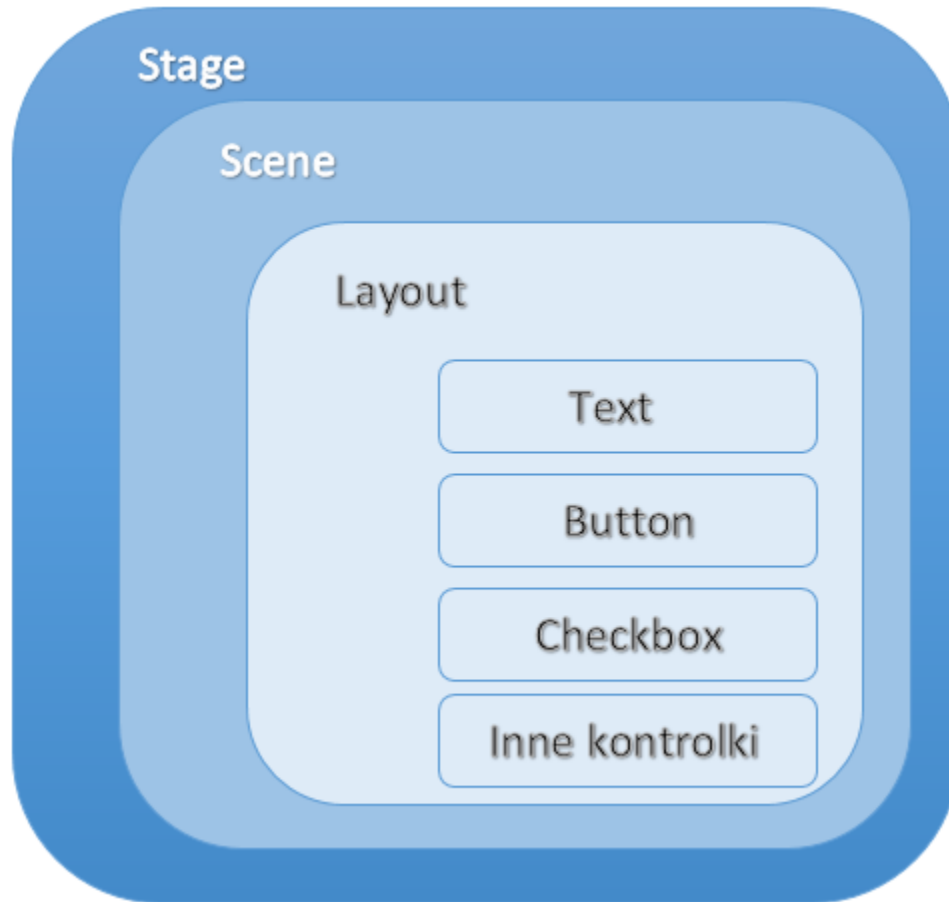 Stage
Scene
Layout
Text
Button
Checkbox
Inne kontrolki